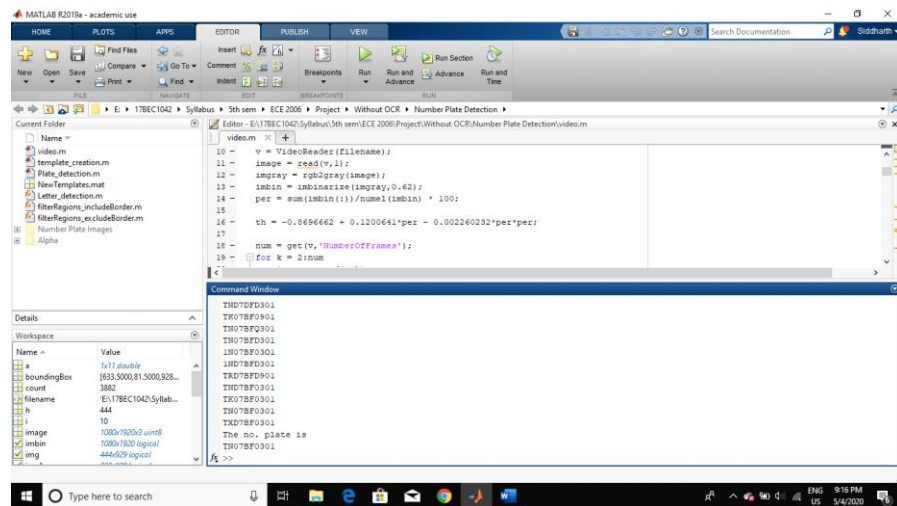 MATLAB R2019a - academic use
HOME PLOTS APPS EDITOR PUBLISH VIEW Search Documentation Siddharth
New Open Save Find Files Compare Print Go To Find Insert Comment Indent Breakpoints Run Run and Advance Run Section Advance Run and Time
FILE NAVIGATE EDIT BREAKPOINTS RUN
E: 17BEC1042 Syllabus 5th sem ECE 2006 Project Without OCR Number Plate Detection
Current Folder
Name
video.m
template_creation.m
Plate_detection.m
NewTemplates.mat
Letter_detection.m
filterRegions_includeBorder.m
filterRegions_excludeBorder.m
Number Plate Images
Alpha
Details
Workspace
Name Value
a 1x11 double
boundingBox [633.5000,81.5000,928...
count 3882
filename 'E:\17BEC1042\Syllab...
h 444
i 10
image 1080x1920x3 uint8
imbin 1080x1920 logical
img 444x929 logical
Editor - E:\17BEC1042\Syllabus\5th sem\ECE 2006\Project\Without OCR\Number Plate Detection\video.m
video.m
10 - v = VideoReader(filename);
11 - image = read(v,1);
12 - imgray = rgb2gray(image);
13 - imbin = imbinarize(imgray,0.62);
14 - per = sum(imbin(:))/numel(imbin) * 100;
15
16 - th = -0.8696662 + 0.1200641*per - 0.002260232*per*per;
17
18 - num = get(v,'NumberOfFrames');
19 - for k = 2:num
Command Window
TND7DFD301
TK07BF0901
TN07BFQ301
TN07BFD301
1N07BF0301
1ND7BFD301
TRD7BFD901
TND7BF0301
TK07BF0301
TN07BF0301
TXD7BF0301
The no. plate is
TN07BF0301
fx >>
Type here to search
ENG
US
9:16 PM
5/4/2020